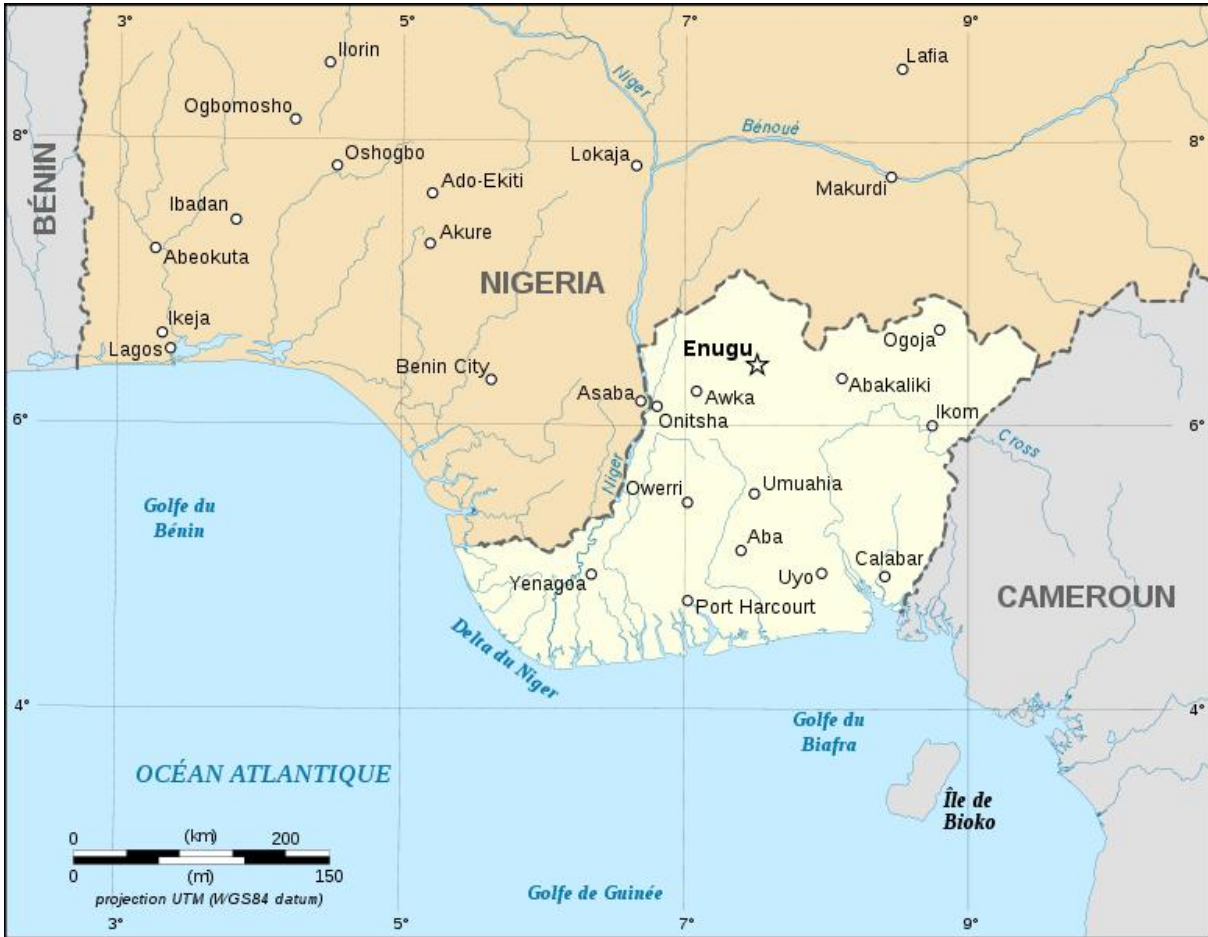 3°
5°
7°
9°
Ilorin
Niger
Lafia
Ogbomosho
8°
Bénoué
8°
BÉNIN
Oshogbo
Lokaja
Ado-Ekiti
Makurdi
Ibadan
Akure
Abeokuta
NIGERIA
Ikeja
Ogoja
Lagos
Enugu
Benin City
Abakaliki
Asaba
Awka
Ikom
Onitsha
6°
6°
Cross
Niger
Owerri
Umuahia
Golfe du
Bénin
Aba
Calabar
Yenagoa
Uyo
CAMEROUN
Port Harcourt
Delta du Niger
4°
4°
Golfe du
Biafra
OCÉAN ATLANTIQUE
Île de
Bioko
0 (km) 200
0 (m) 150
projection UTM (WGS84 datum)
Golfe de Guinée
3°
5°
7°
9°